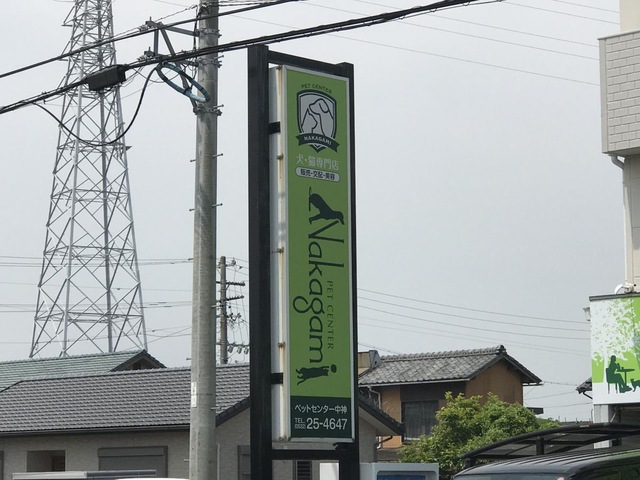 PET CENTER
NAKAGAMI
犬・猫専門店
販売・交配・美容
Nakagami
PET CENTER
ペットセンター中神
TEL (0532) 25-4647